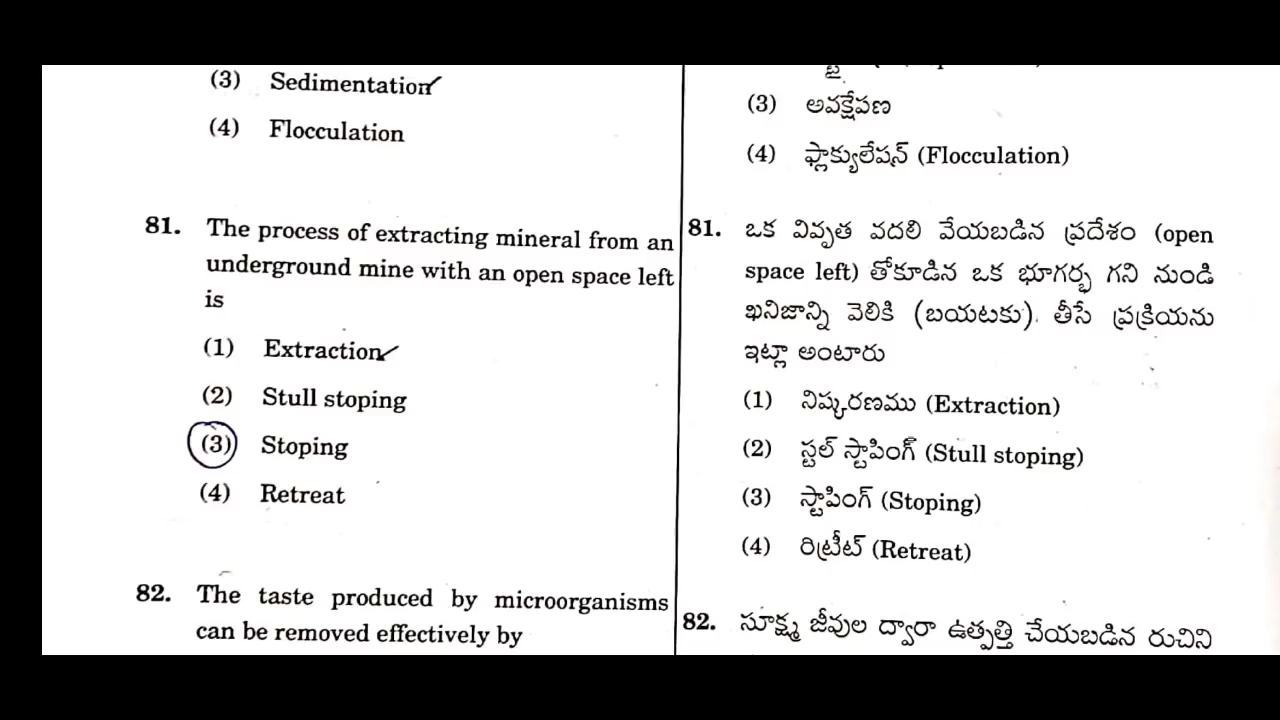 (3) Sedimentation
(4) Flocculation
81. The process of extracting mineral from an
underground mine with an open space left
is
(1) Extraction
(2) Stull stoping
(3) Stoping
(4) Retreat
82. The taste produced by microorganisms
can be removed effectively by
(3) అవక్షేపణ
(4) ఫ్లాక్యులేషన్ (Flocculation)
81. ఒక వివృత వదలి వేయబడిన ప్రదేశం (open
space left) తోకూడిన ఒక భూగర్భ గని నుండి
ఖనిజాన్ని వెలికి (బయటకు) తీసే ప్రక్రియను
ఇట్లా అంటారు
(1) నిష్కరణము (Extraction)
(2) స్టల్ స్టాపింగ్ (Stull stoping)
(3) స్టాపింగ్ (Stoping)
(4) రిట్రీట్ (Retreat)
82. సూక్ష్మ జీవుల ద్వారా ఉత్పత్తి చేయబడిన రుచిని